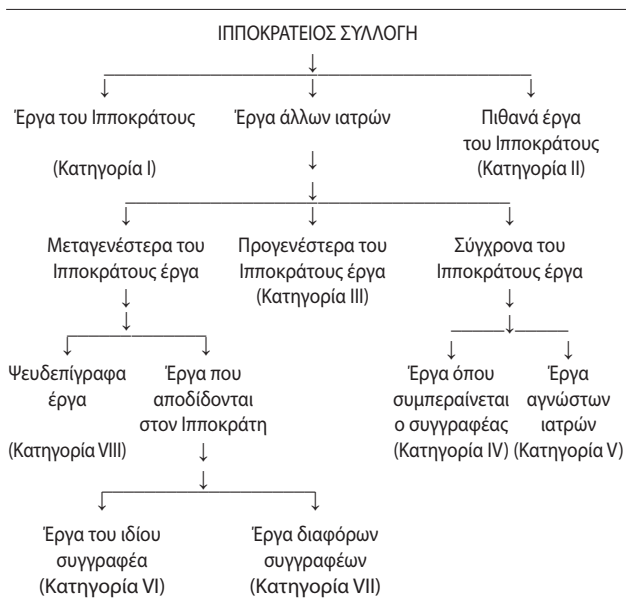 ΙΠΠΟΚΡΑΤΕΙΟΣ ΣΥΛΛΟΓΗ
Έργα του Ιπποκράτους
(Κατηγορία I)
Έργα άλλων ιατρών
Πιθανά έργα
του Ιπποκράτους
(Κατηγορία II)
Μεταγενέστερα του
Ιπποκράτους έργα
Προγενέστερα του
Ιπποκράτους έργα
(Κατηγορία III)
Σύγχρονα του
Ιπποκράτους έργα
Ψευδεπίγραφα
έργα
(Κατηγορία VIII)
Έργα που
αποδίδονται
στον Ιπποκράτη
Έργα όπου
συμπεραίνεται
ο συγγραφέας
(Κατηγορία IV)
Έργα
αγνώστων
ιατρών
(Κατηγορία V)
Έργα του ιδίου
συγγραφέα
(Κατηγορία VI)
Έργα διαφόρων
συγγραφέων
(Κατηγορία VII)